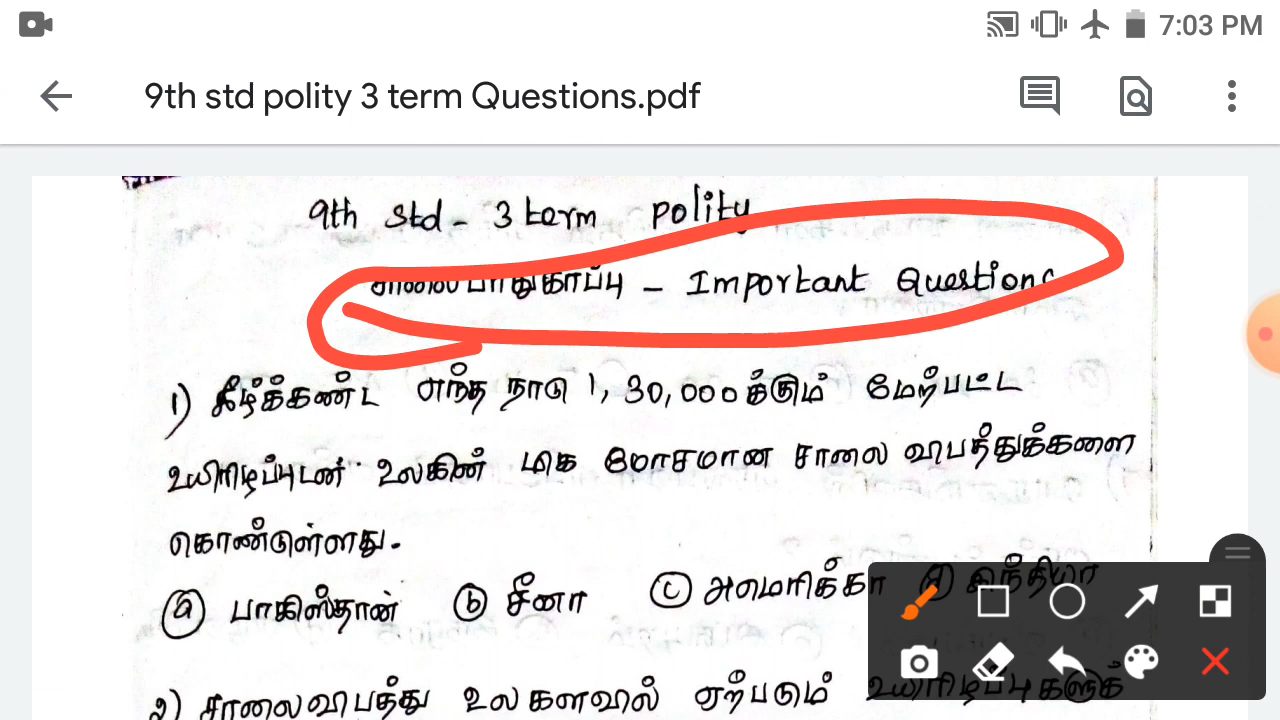 7:03 PM
9th std polity 3 term Questions.pdf
9th Std - 3 term polity
சாலை பாதுகாப்பு - Important Questions
1) கீழ்க்கண்ட எந்த நாடு 1,30,000க்கும் மேற்பட்ட
உயிரிழப்புடன் உலகின் மிக மோசமான சாலை விபத்துக்களை
கொண்டுள்ளது.
a) பாகிஸ்தான் b) சீனா c) அமெரிக்கா d) இந்தியா
2) சாலைவிபத்து உலகளவில் ஏற்படும் உயிரிழப்புகளுக்